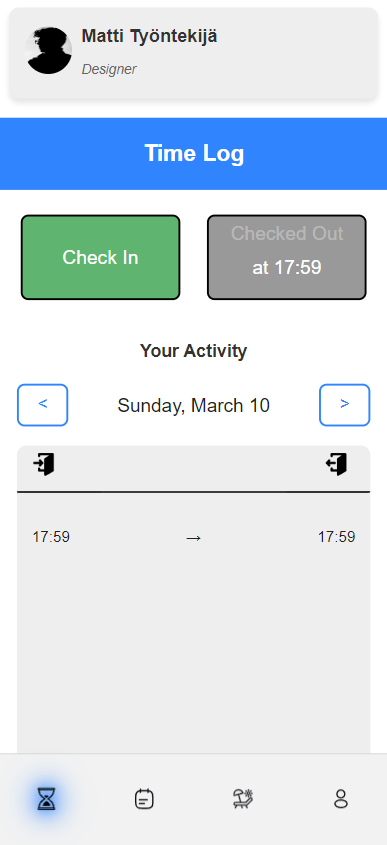 Matti Työntekijä
Designer
Time Log
Check In
Checked Out
at 17:59
Your Activity
< Sunday, March 10 >
17:59 → 17:59